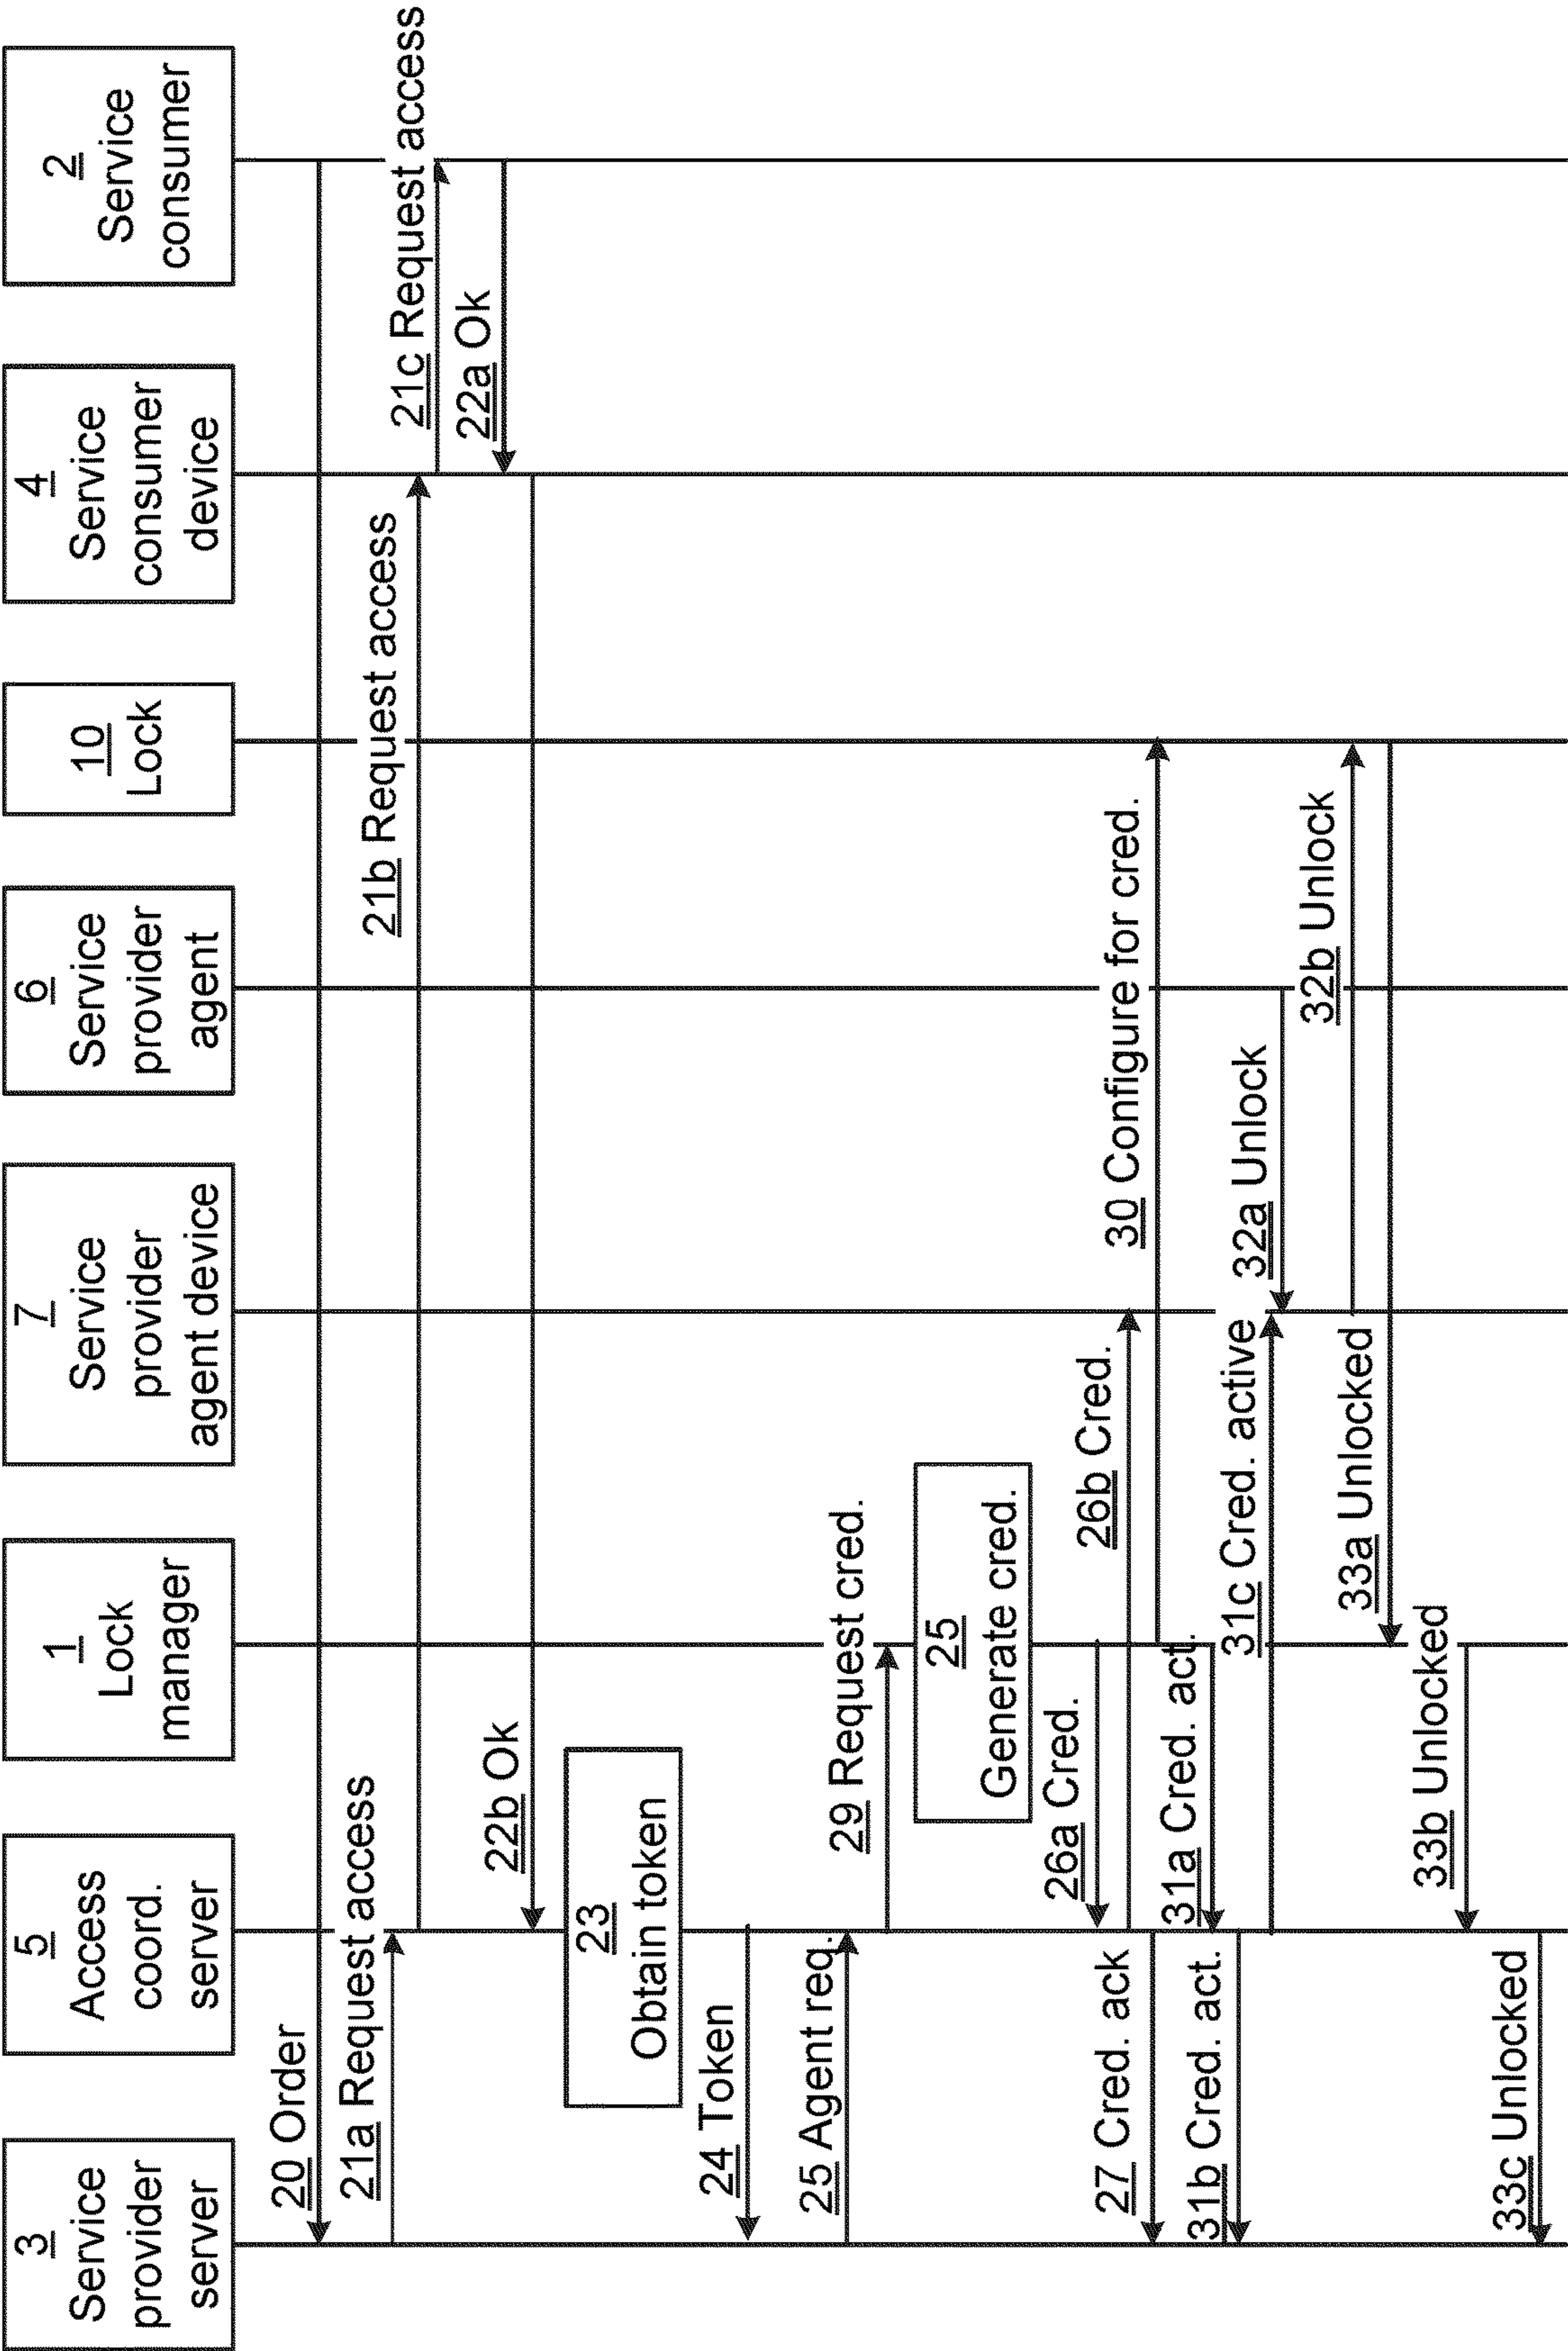 3
Service
provider
server
5
Access
coord.
server
1
Lock
manager
7
Service
provider
agent device
6
Service
provider
agent
10
Lock
4
Service
consumer
device
2
Service
consumer
20 Order
21a Request access
21b Request access
21c Request access
22a Ok
22b Ok
23
Obtain token
24 Token
25 Agent req.
29 Request cred.
25
Generate cred.
26a Cred.
26b Cred.
27 Cred. ack
30 Configure for cred.
31a Cred. act.
31b Cred. act.
31c Cred. active
32a Unlock
32b Unlock
33a Unlocked
33b Unlocked
33c Unlocked